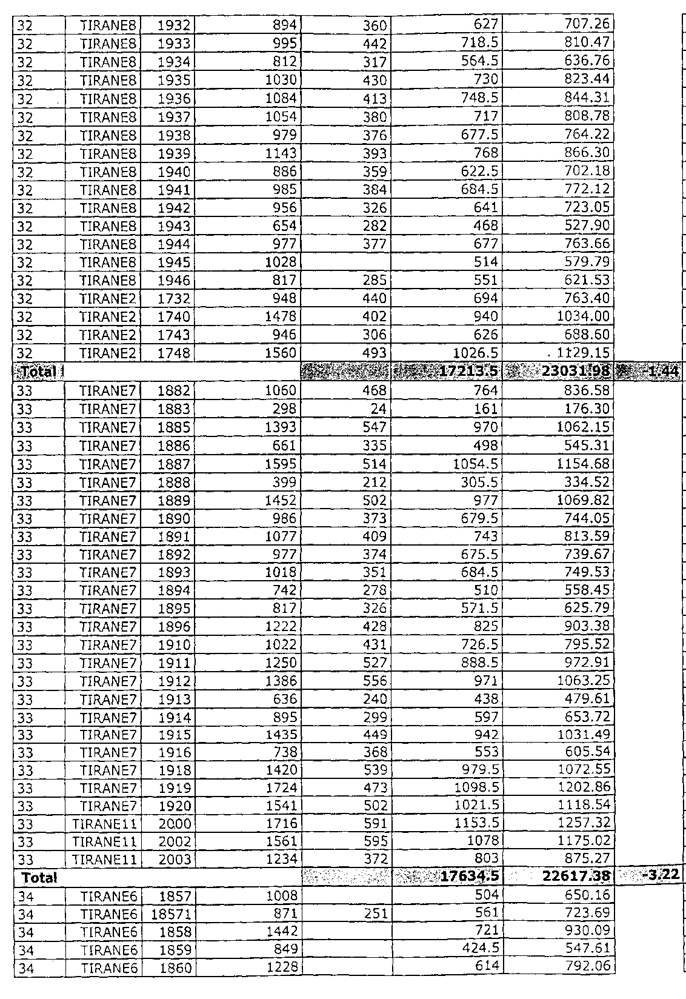 32 TIRANE8 1932 894 360 627 707.26
32 TIRANE8 1933 995 442 718.5 810.47
32 TIRANE8 1934 812 317 564.5 636.76
32 TIRANE8 1935 1030 430 730 823.44
32 TIRANE8 1936 1084 413 748.5 844.31
32 TIRANE8 1937 1054 380 717 808.78
32 TIRANE8 1938 979 376 677.5 764.22
32 TIRANE8 1939 1143 393 768 866.30
32 TIRANE8 1940 886 359 622.5 702.18
32 TIRANE8 1941 985 384 684.5 772.12
32 TIRANE8 1942 956 326 641 723.05
32 TIRANE8 1943 654 282 468 527.90
32 TIRANE8 1944 977 377 677 763.66
32 TIRANE8 1945 1028 514 579.79
32 TIRANE8 1946 817 285 551 621.53
32 TIRANE2 1732 948 440 694 763.40
32 TIRANE2 1740 1478 402 940 1034.00
32 TIRANE2 1743 946 306 626 688.60
32 TIRANE2 1748 1560 493 1026.5 1129.15
Total 17213.5 23031.98 -1.44
33 TIRANE7 1882 1060 468 764 836.58
33 TIRANE7 1883 298 24 161 176.30
33 TIRANE7 1885 1393 547 970 1062.15
33 TIRANE7 1886 661 335 498 545.31
33 TIRANE7 1887 1595 514 1054.5 1154.68
33 TIRANE7 1888 399 212 305.5 334.52
33 TIRANE7 1889 1452 502 977 1069.82
33 TIRANE7 1890 986 373 679.5 744.05
33 TIRANE7 1891 1077 409 743 813.59
33 TIRANE7 1892 977 374 675.5 739.67
33 TIRANE7 1893 1018 351 684.5 749.53
33 TIRANE7 1894 742 278 510 558.45
33 TIRANE7 1895 817 326 571.5 625.79
33 TIRANE7 1896 1222 428 825 903.38
33 TIRANE7 1910 1022 431 726.5 795.52
33 TIRANE7 1911 1250 527 888.5 972.91
33 TIRANE7 1912 1386 556 971 1063.25
33 TIRANE7 1913 636 240 438 479.61
33 TIRANE7 1914 895 299 597 653.72
33 TIRANE7 1915 1435 449 942 1031.49
33 TIRANE7 1916 738 368 553 605.54
33 TIRANE7 1918 1420 539 979.5 1072.55
33 TIRANE7 1919 1724 473 1098.5 1202.86
33 TIRANE7 1920 1541 502 1021.5 1118.54
33 TIRANE11 2000 1716 591 1153.5 1257.32
33 TIRANE11 2002 1561 595 1078 1175.02
33 TIRANE11 2003 1234 372 803 875.27
Total 17634.5 22617.38 -3.22
34 TIRANE6 1857 1008 504 650.16
34 TIRANE6 18571 871 251 561 723.69
34 TIRANE6 1858 1442 721 930.09
34 TIRANE6 1859 849 424.5 547.61
34 TIRANE6 1860 1228 614 792.06